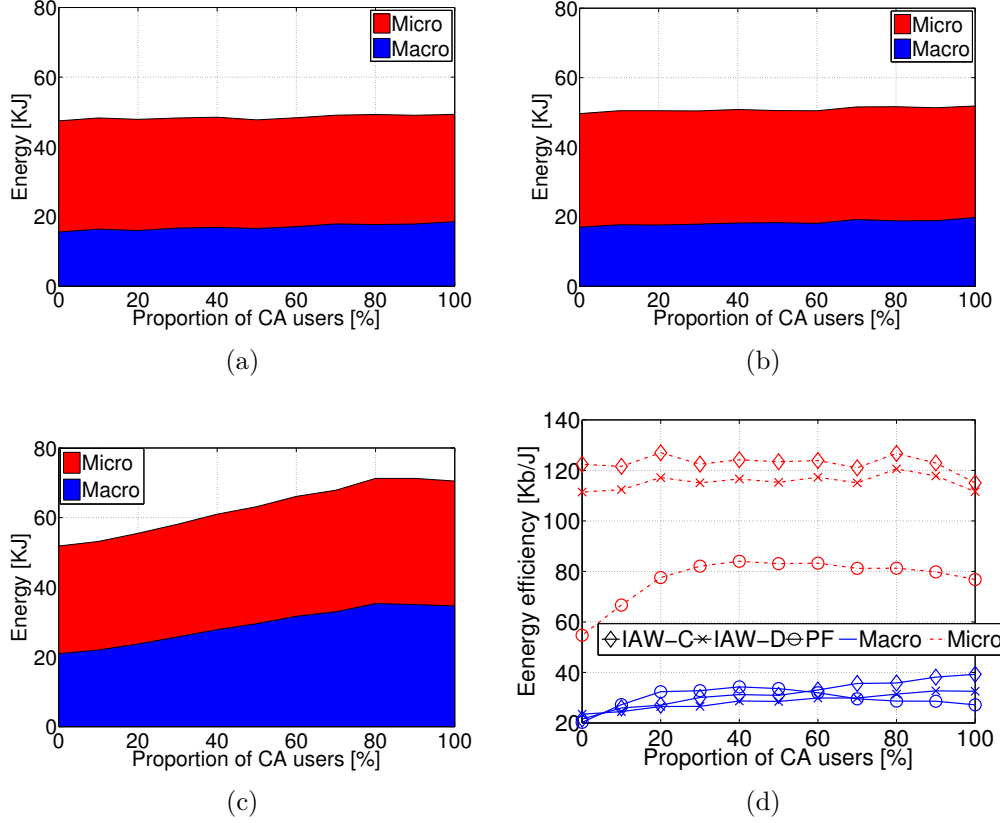 80
60
40
20
0
Energy [KJ]
Micro
Macro
0 20 40 60 80 100
Proportion of CA users [%]
(a)
80
60
40
20
0
Energy [KJ]
Micro
Macro
0 20 40 60 80 100
Proportion of CA users [%]
(b)
80
60
40
20
0
Energy [KJ]
Micro
Macro
0 20 40 60 80 100
Proportion of CA users [%]
(c)
140
120
100
80
60
40
20
Eenergy efficiency [Kb/J]
IAW-C IAW-D PF Macro Micro
0 20 40 60 80 100
Proportion of CA users [%]
(d)